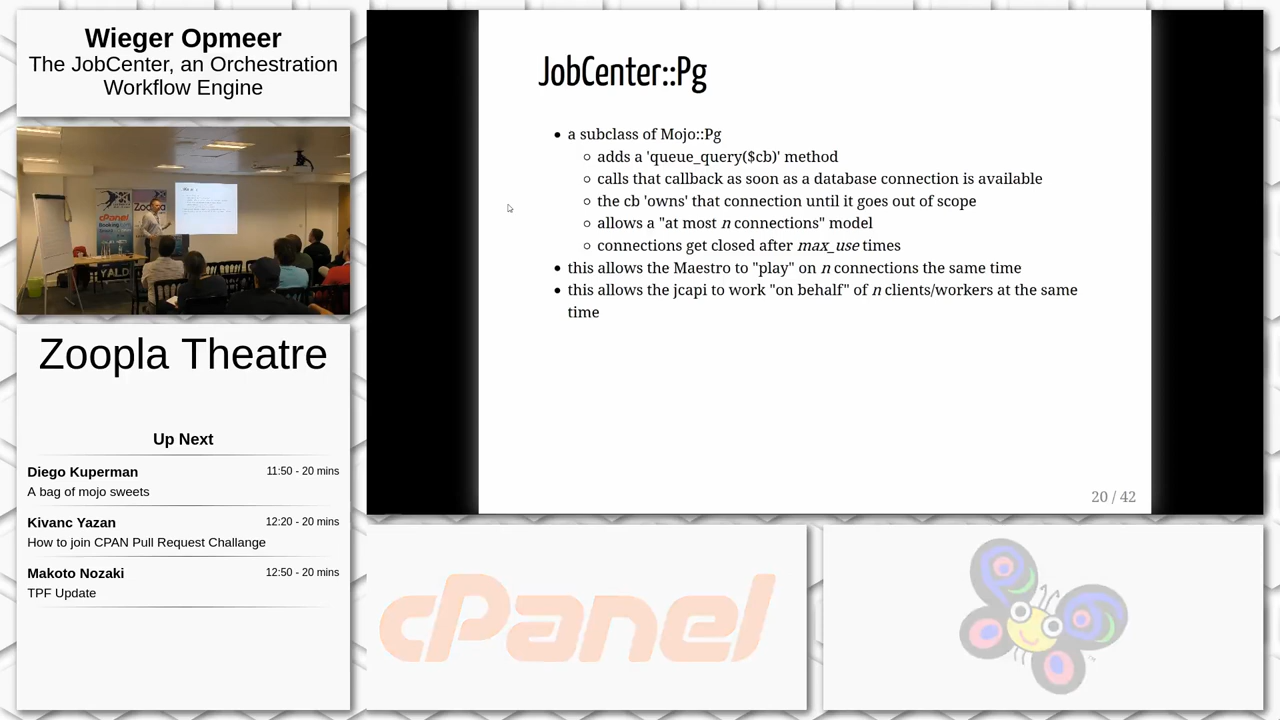 Wieger Opmeer
The JobCenter, an Orchestration
Workflow Engine
cPanel
Zoopla Theatre
Up Next
Diego Kuperman 11:50 - 20 mins
A bag of mojo sweets
Kivanc Yazan 12:20 - 20 mins
How to join CPAN Pull Request Challange
Makoto Nozaki 12:50 - 20 mins
TPF Update
JobCenter::Pg
• a subclass of Mojo::Pg
◦ adds a 'queue_query($cb)' method
◦ calls that callback as soon as a database connection is available
◦ the cb 'owns' that connection until it goes out of scope
◦ allows a "at most n connections" model
◦ connections get closed after max_use times
• this allows the Maestro to "play" on n connections the same time
• this allows the jcapi to work "on behalf" of n clients/workers at the same
time
20 / 42
cPanel